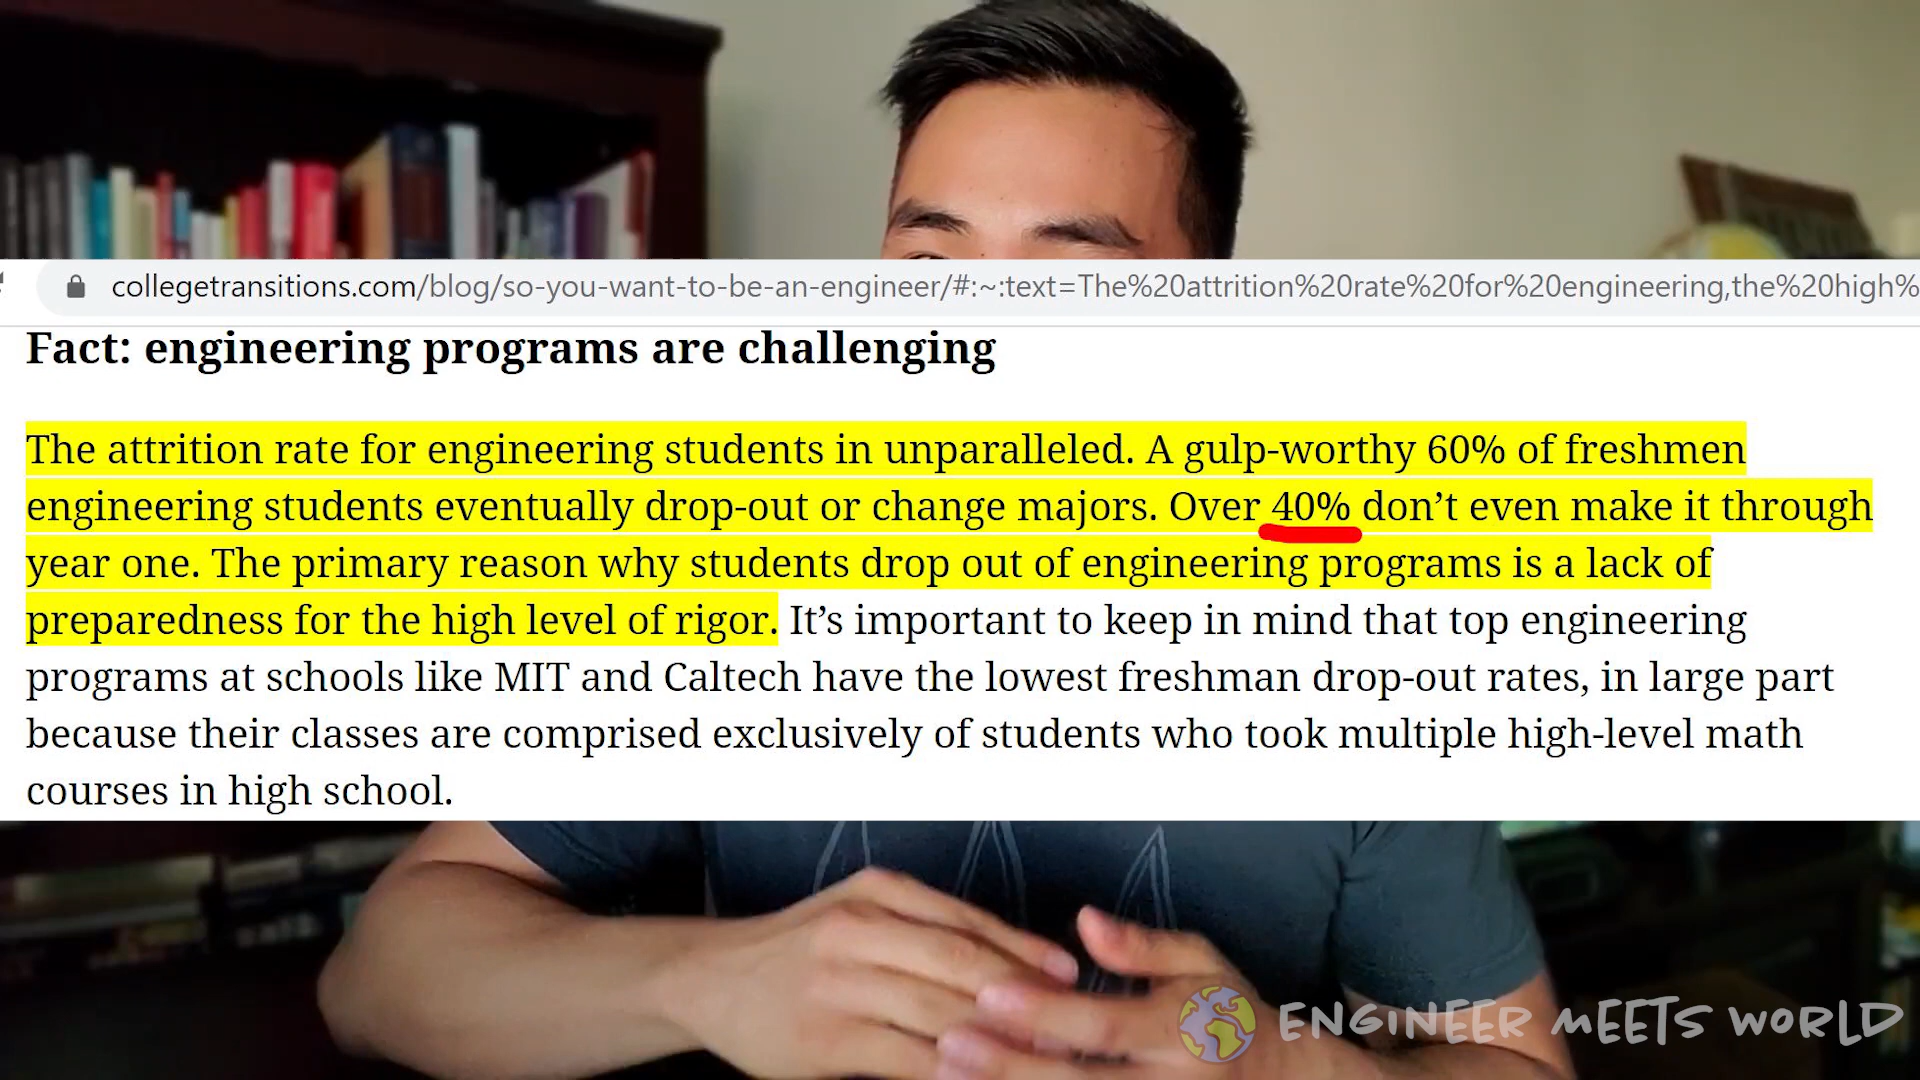 collegetransitions.com/blog/so-you-want-to-be-an-engineer/#:~:text=The%20attrition%20rate%20for%20engineering,the%20high%
Fact: engineering programs are challenging
The attrition rate for engineering students in unparalleled. A gulp-worthy 60% of freshmen
engineering students eventually drop-out or change majors. Over 40% don’t even make it through
year one. The primary reason why students drop out of engineering programs is a lack of
preparedness for the high level of rigor. It’s important to keep in mind that top engineering
programs at schools like MIT and Caltech have the lowest freshman drop-out rates, in large part
because their classes are comprised exclusively of students who took multiple high-level math
courses in high school.
ENGINEER MEETS WORLD